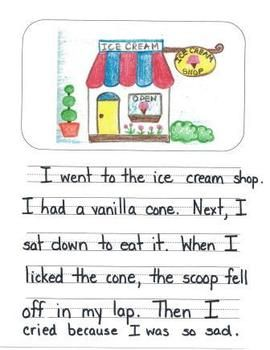 ICE CREAM
ICE CREAM
SHOP
OPEN
I went to the ice cream shop.
I had a vanilla cone. Next, I
sat down to eat it. When I
licked the cone, the scoop fell
off in my lap. Then I
cried because I was so sad.